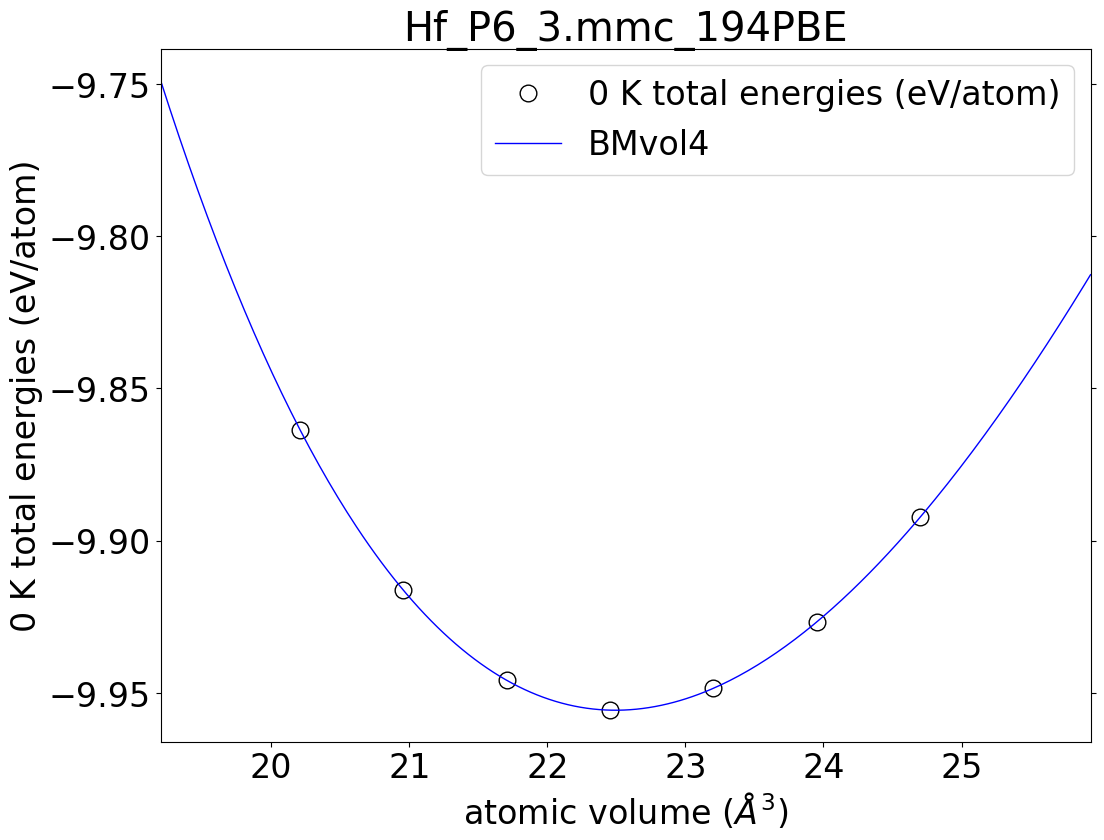 Hf_P6_3.mmc_194PBE
0 K total energies (eV/atom)
BMvol4
−9.75
−9.80
−9.85
−9.90
−9.95
0 K total energies (eV/atom)
20 21 22 23 24 25
atomic volume (Å³)